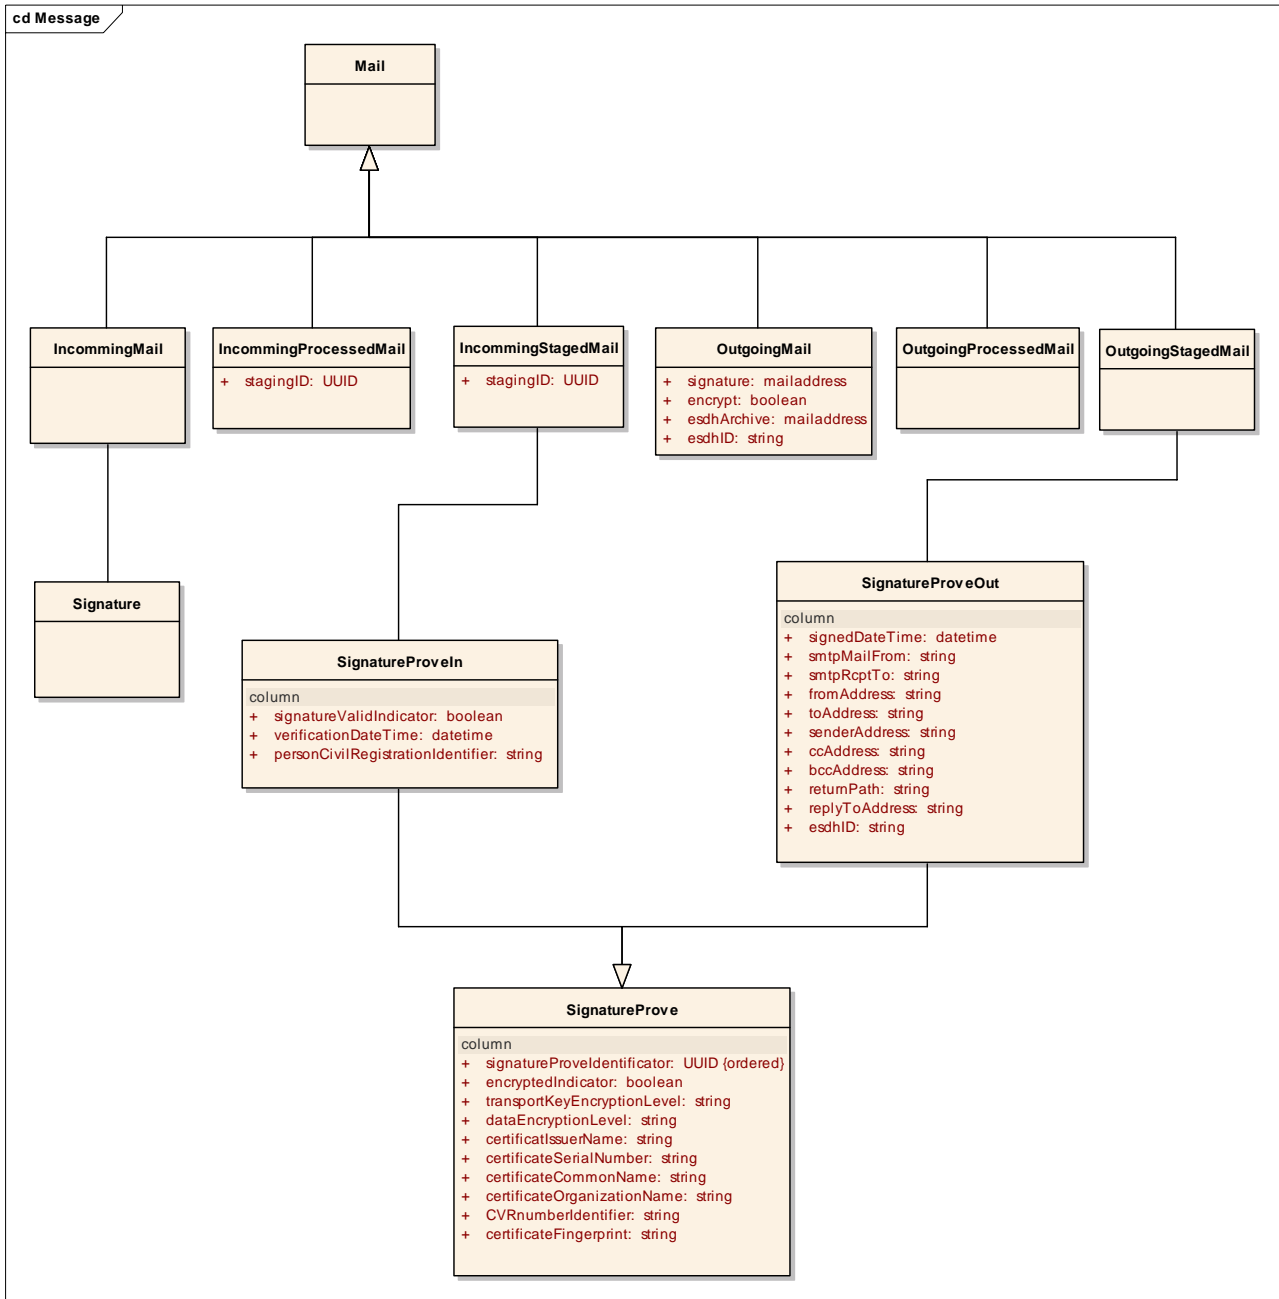 cd Message
Mail
IncommingMail
IncommingProcessedMail
+ stagingID: UUID
IncommingStagedMail
+ stagingID: UUID
OutgoingMail
+ signature: mailaddress
+ encrypt: boolean
+ esdhArchive: mailaddress
+ esdhID: string
OutgoingProcessedMail
OutgoingStagedMail
Signature
SignatureProveIn
column
+ signatureValidIndicator: boolean
+ verificationDateTime: datetime
+ personCivilRegistrationIdentifier: string
SignatureProveOut
column
+ signedDateTime: datetime
+ smtpMailFrom: string
+ smtpRcptTo: string
+ fromAddress: string
+ toAddress: string
+ senderAddress: string
+ ccAddress: string
+ bccAddress: string
+ returnPath: string
+ replyToAddress: string
+ esdhID: string
SignatureProve
column
+ signatureProveIdentificator: UUID {ordered}
+ encryptedIndicator: boolean
+ transportKeyEncryptionLevel: string
+ dataEncryptionLevel: string
+ certificatIssuerName: string
+ certificateSerialNumber: string
+ certificateCommonName: string
+ certificateOrganizationName: string
+ CVRnumberIdentifier: string
+ certificateFingerprint: string